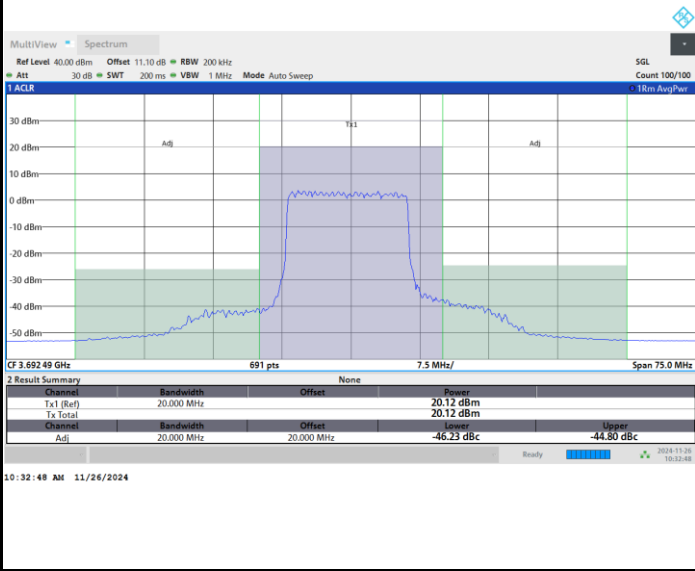 MultiView Spectrum
Ref Level 40.00 dBm Offset 11.10 dB RBW 200 kHz SGL
Att 30 dB SWT 200 ms VBW 1 MHz Mode Auto Sweep Count 100/100
1 ACLR 1Rm AvgPwr
Tx1
30 dBm
Adj Adj
20 dBm
10 dBm
0 dBm
-10 dBm
-20 dBm
-30 dBm
-40 dBm
-50 dBm
CF 3.692 49 GHz 691 pts 7.5 MHz/ Span 75.0 MHz
2 Result Summary None
Channel Bandwidth Offset Power
Tx1 (Ref) 20.000 MHz 20.12 dBm
Tx Total 20.12 dBm
Channel Bandwidth Offset Lower Upper
Adj 20.000 MHz 20.000 MHz -46.23 dBc -44.80 dBc
Ready 2024-11-26
10:32:48
10:32:48 AM 11/26/2024